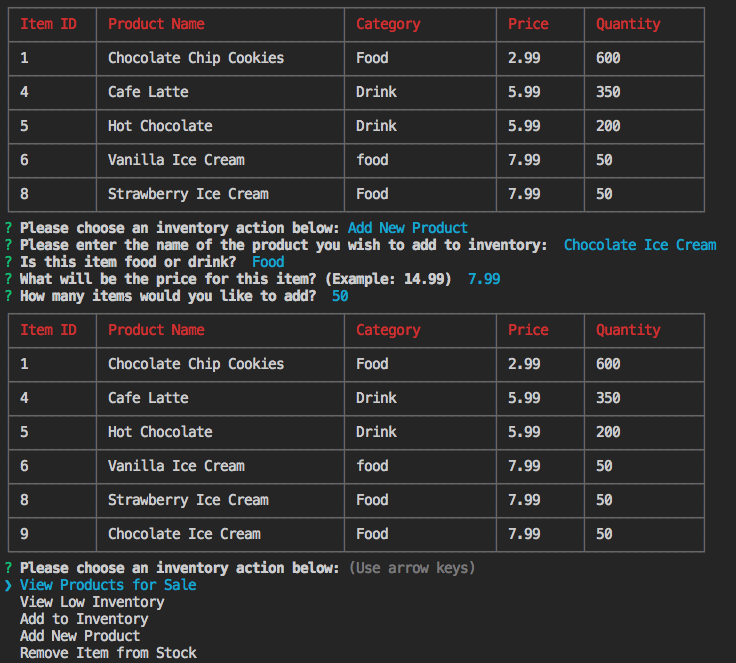 Item ID Product Name Category Price Quantity
1 Chocolate Chip Cookies Food 2.99 600
4 Cafe Latte Drink 5.99 350
5 Hot Chocolate Drink 5.99 200
6 Vanilla Ice Cream food 7.99 50
8 Strawberry Ice Cream Food 7.99 50
? Please choose an inventory action below: Add New Product
? Please enter the name of the product you wish to add to inventory: Chocolate Ice Cream
? Is this item food or drink? Food
? What will be the price for this item? (Example: 14.99) 7.99
? How many items would you like to add? 50
Item ID Product Name Category Price Quantity
1 Chocolate Chip Cookies Food 2.99 600
4 Cafe Latte Drink 5.99 350
5 Hot Chocolate Drink 5.99 200
6 Vanilla Ice Cream food 7.99 50
8 Strawberry Ice Cream Food 7.99 50
9 Chocolate Ice Cream Food 7.99 50
? Please choose an inventory action below: (Use arrow keys)
❯ View Products for Sale
View Low Inventory
Add to Inventory
Add New Product
Remove Item from Stock